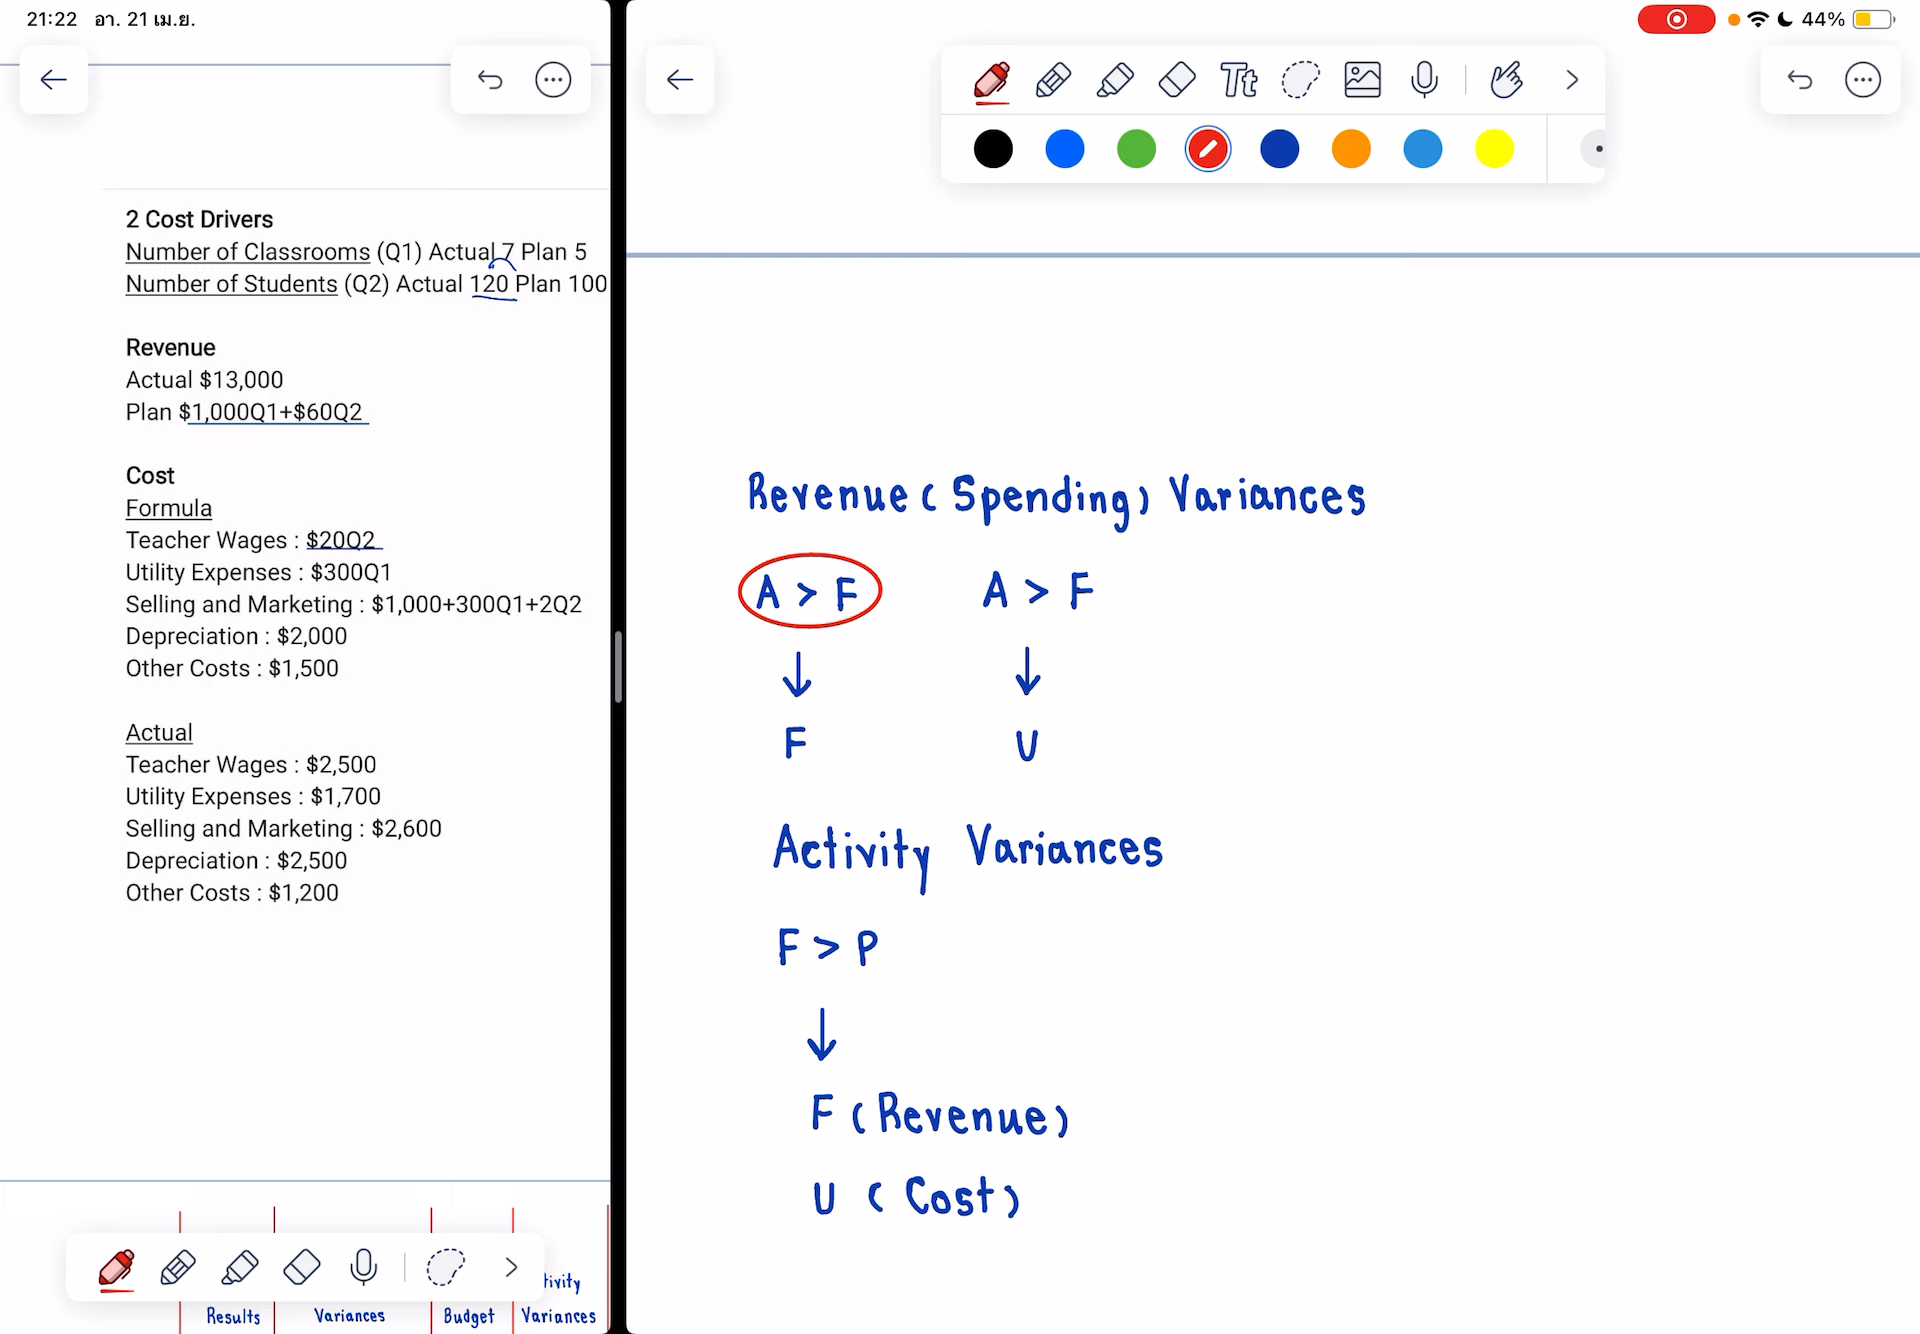 21:22 อา. 21 เม.ย.
44%
Tt
2 Cost Drivers
Number of Classrooms (Q1) Actual 7 Plan 5
Number of Students (Q2) Actual 120 Plan 100
Revenue
Actual $13,000
Plan $1,000Q1+$60Q2
Cost
Formula
Teacher Wages : $20Q2
Utility Expenses : $300Q1
Selling and Marketing : $1,000+300Q1+2Q2
Depreciation : $2,000
Other Costs : $1,500
Actual
Teacher Wages : $2,500
Utility Expenses : $1,700
Selling and Marketing : $2,600
Depreciation : $2,500
Other Costs : $1,200
tivity
Results Variances Budget Variances
Revenue (Spending) Variances
A > F A > F
↓ ↓
F U
Activity Variances
F > P
↓
F (Revenue)
U (Cost)